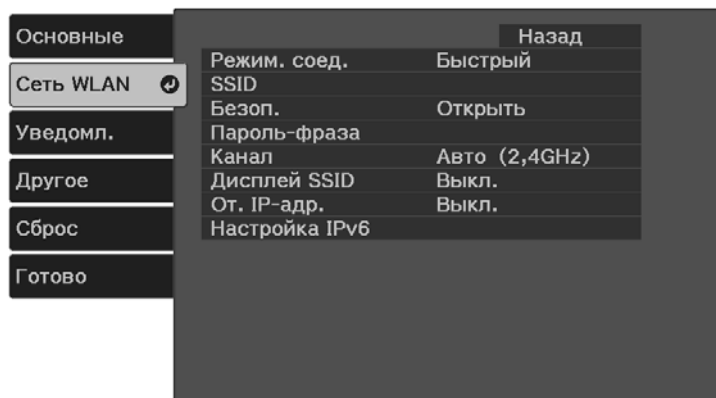 Основные
Сеть WLAN
Уведомл.
Другое
Сброс
Готово
Назад
Режим. соед. Быстрый
SSID
Безоп. Открыть
Пароль-фраза
Канал Авто (2,4GHz)
Дисплей SSID Выкл.
От. IP-адр. Выкл.
Настройка IPv6